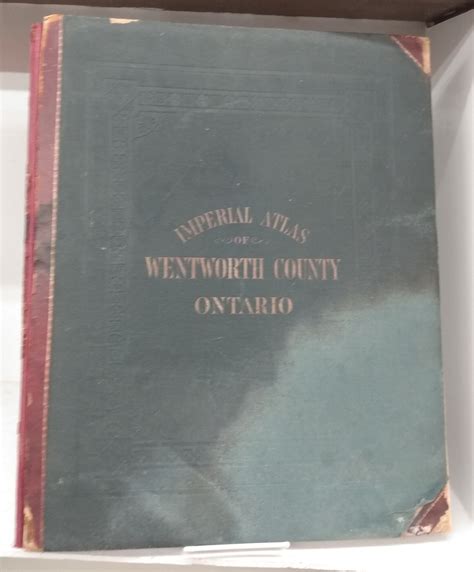 IMPERIAL ATLAS
OF
WENTWORTH COUNTY
ONTARIO